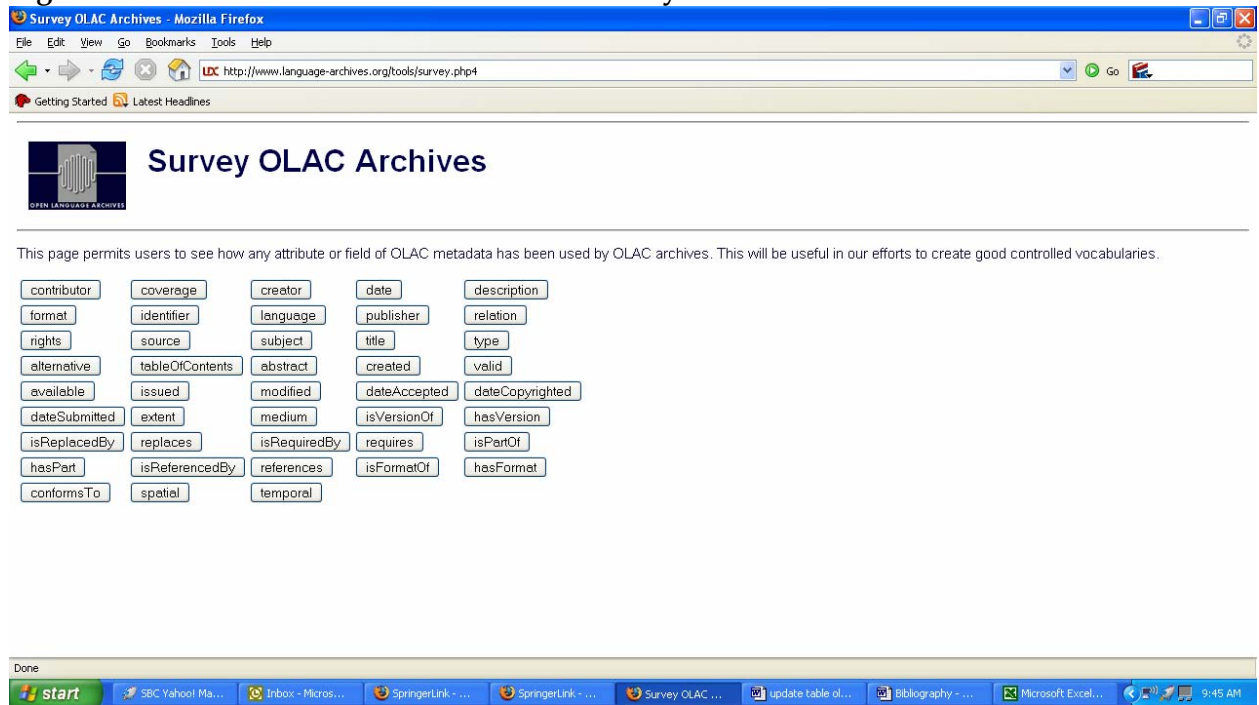 Survey OLAC Archives - Mozilla Firefox
File Edit View Go Bookmarks Tools Help
LDC http://www.language-archives.org/tools/survey.php4 Go
Getting Started Latest Headlines
Survey OLAC Archives
OPEN LANGUAGE ARCHIVES
This page permits users to see how any attribute or field of OLAC metadata has been used by OLAC archives. This will be useful in our efforts to create good controlled vocabularies.
contributor coverage creator date description
format identifier language publisher relation
rights source subject title type
alternative tableOfContents abstract created valid
available issued modified dateAccepted dateCopyrighted
dateSubmitted extent medium isVersionOf hasVersion
isReplacedBy replaces isRequiredBy requires isPartOf
hasPart isReferencedBy references isFormatOf hasFormat
conformsTo spatial temporal
Done
start SBC Yahoo! Ma... Inbox - Micros... SpringerLink - ... SpringerLink - ... Survey OLAC ... update table ol... Bibliography - ... Microsoft Excel... 9:45 AM